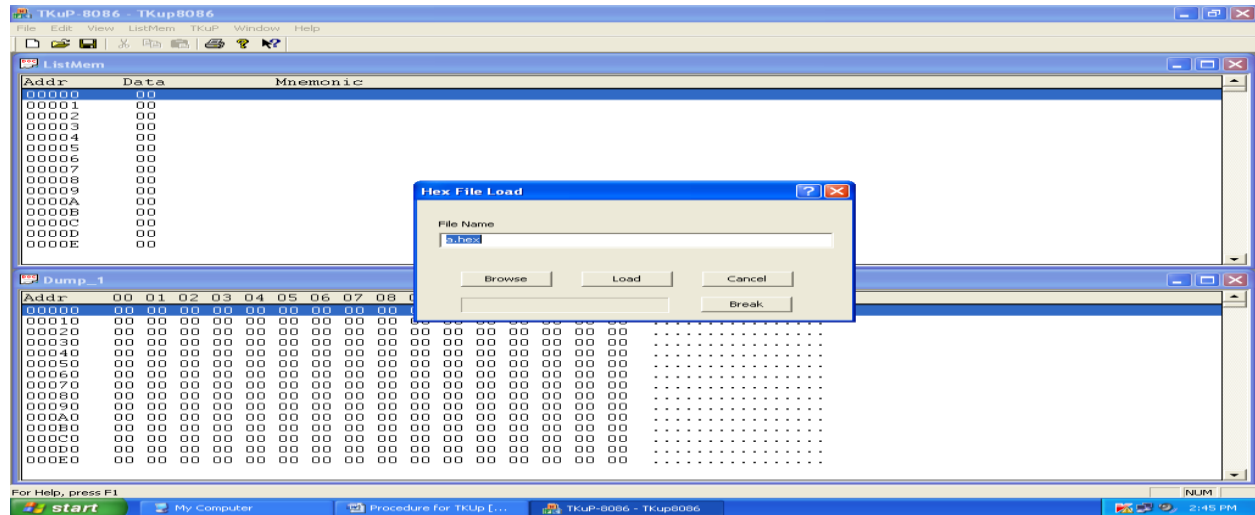 TKuP-8086 - TKup8086
File Edit View ListMem TKuP Window Help
ListMem
Addr Data Mnemonic
00000 00
00001 00
00002 00
00003 00
00004 00
00005 00
00006 00
00007 00
00008 00
00009 00
0000A 00
0000B 00
0000C 00
0000D 00
0000E 00
Hex File Load
File Name
a.hex
Browse Load Cancel
Break
Dump_1
Addr 00 01 02 03 04 05 06 07 08
00000 00 00 00 00 00 00 00 00 00
00010 00 00 00 00 00 00 00 00 00 00 00 00 00 00 00 00 ................
00020 00 00 00 00 00 00 00 00 00 00 00 00 00 00 00 00 ................
00030 00 00 00 00 00 00 00 00 00 00 00 00 00 00 00 00 ................
00040 00 00 00 00 00 00 00 00 00 00 00 00 00 00 00 00 ................
00050 00 00 00 00 00 00 00 00 00 00 00 00 00 00 00 00 ................
00060 00 00 00 00 00 00 00 00 00 00 00 00 00 00 00 00 ................
00070 00 00 00 00 00 00 00 00 00 00 00 00 00 00 00 00 ................
00080 00 00 00 00 00 00 00 00 00 00 00 00 00 00 00 00 ................
00090 00 00 00 00 00 00 00 00 00 00 00 00 00 00 00 00 ................
000A0 00 00 00 00 00 00 00 00 00 00 00 00 00 00 00 00 ................
000B0 00 00 00 00 00 00 00 00 00 00 00 00 00 00 00 00 ................
000C0 00 00 00 00 00 00 00 00 00 00 00 00 00 00 00 00 ................
000D0 00 00 00 00 00 00 00 00 00 00 00 00 00 00 00 00 ................
000E0 00 00 00 00 00 00 00 00 00 00 00 00 00 00 00 00 ................
For Help, press F1 NUM
start My Computer Procedure for TKUp [... TKuP-8086 - TKup8086 2:45 PM